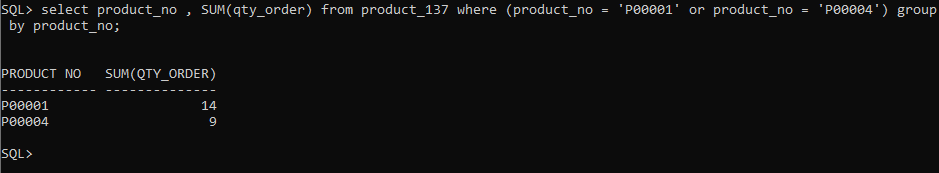 SQL> select product_no , SUM(qty_order) from product_137 where (product_no = 'P00001' or product_no = 'P00004') group
 by product_no;
PRODUCT NO   SUM(QTY_ORDER)
------------ --------------
P00001                   14
P00004                    9
SQL>